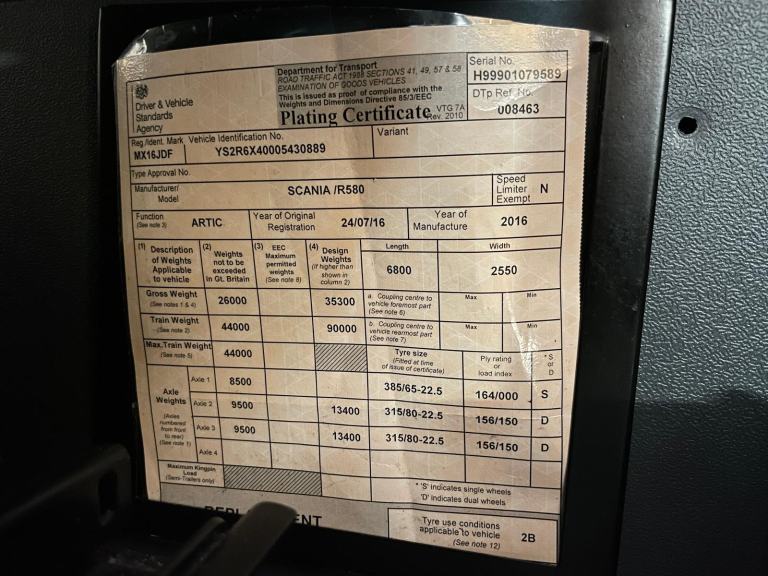 Driver & Vehicle
Standards
Agency
Department for Transport
ROAD TRAFFIC ACT 1988 SECTIONS 41, 49, 57 & 58
EXAMINATION OF GOODS VEHICLES
This is issued as proof of compliance with the
Weights and Dimensions Directive 85/3/EEC
Plating Certificate VTG 7A
Rev. 2010
Serial No.
H99901079589
DTp Ref. No.
008463
Reg./Ident. Mark
MX16JDF
Vehicle Identification No.
YS2R6X40005430889
Variant
Type Approval No.
Manufacturer/
Model
SCANIA /R580
Speed
Limiter
Exempt
N
Function
(See note 3)
ARTIC
Year of Original
Registration
24/07/16
Year of
Manufacture
2016
(1) Description
of Weights
Applicable
to vehicle
(2) Weights
not to be
exceeded
in Gt. Britain
(3) EEC
Maximum
permitted
weights
(See note 8)
(4) Design
Weights
(if higher than
shown in
column 2)
Length
6800
Width
2550
Gross Weight
(See notes 1 & 4)
26000
35300
a. Coupling centre to
vehicle foremost part
(See note 6)
Max
Min
Train Weight
(See note 2)
44000
90000
b. Coupling centre to
vehicle rearmost part
(See note 7)
Max
Min
Max.Train Weight
(See note 5)
44000
Tyre size
(Fitted at time
of issue of certificate)
Ply rating
or
load index
*S
or
D
Axle
Weights
(Axles
numbered
from front
to rear)
(See note 1)
Axle 1
8500
385/65-22.5
164/000
S
Axle 2
9500
13400
315/80-22.5
156/150
D
Axle 3
9500
13400
315/80-22.5
156/150
D
Axle 4
Maximum Kingpin
Load
(Semi-Trailers only)
* 'S' indicates single wheels
'D' indicates dual wheels
Tyre use conditions
applicable to vehicle
(See note 12)
2B